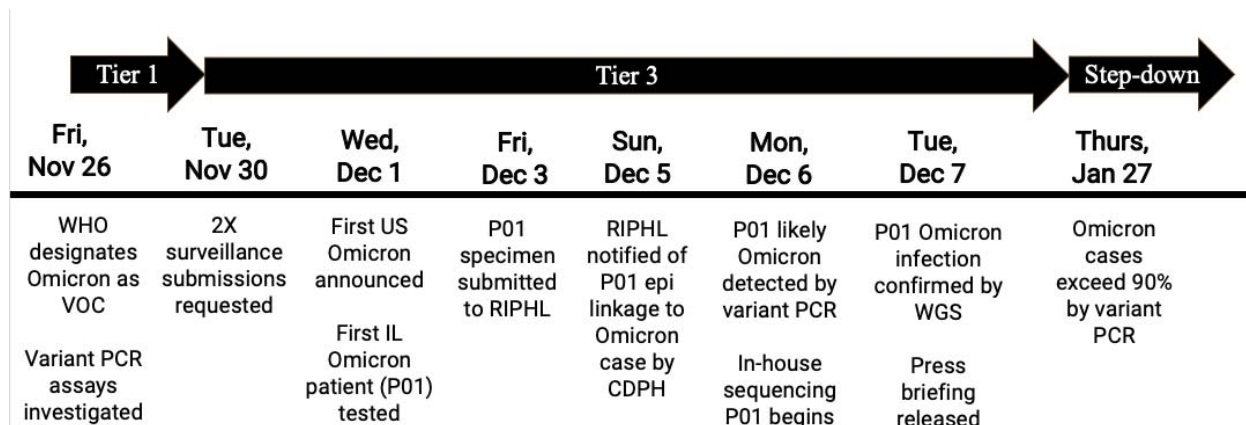 Tier 1
Tier 3
Step-down
Fri,
Nov 26
Tue,
Nov 30
Wed,
Dec 1
Fri,
Dec 3
Sun,
Dec 5
Mon,
Dec 6
Tue,
Dec 7
Thurs,
Jan 27
WHO
designates
Omicron as
VOC
Variant PCR
assays
investigated
2X
surveillance
submissions
requested
First US
Omicron
announced
First IL
Omicron
patient (P01)
tested
P01
specimen
submitted
to RIPHL
RIPHL
notified of
P01 epi
linkage to
Omicron
case by
CDPH
P01 likely
Omicron
detected by
variant PCR
In-house
sequencing
P01 begins
P01 Omicron
infection
confirmed by
WGS
Press
briefing
released
Omicron
cases
exceed 90%
by variant
PCR